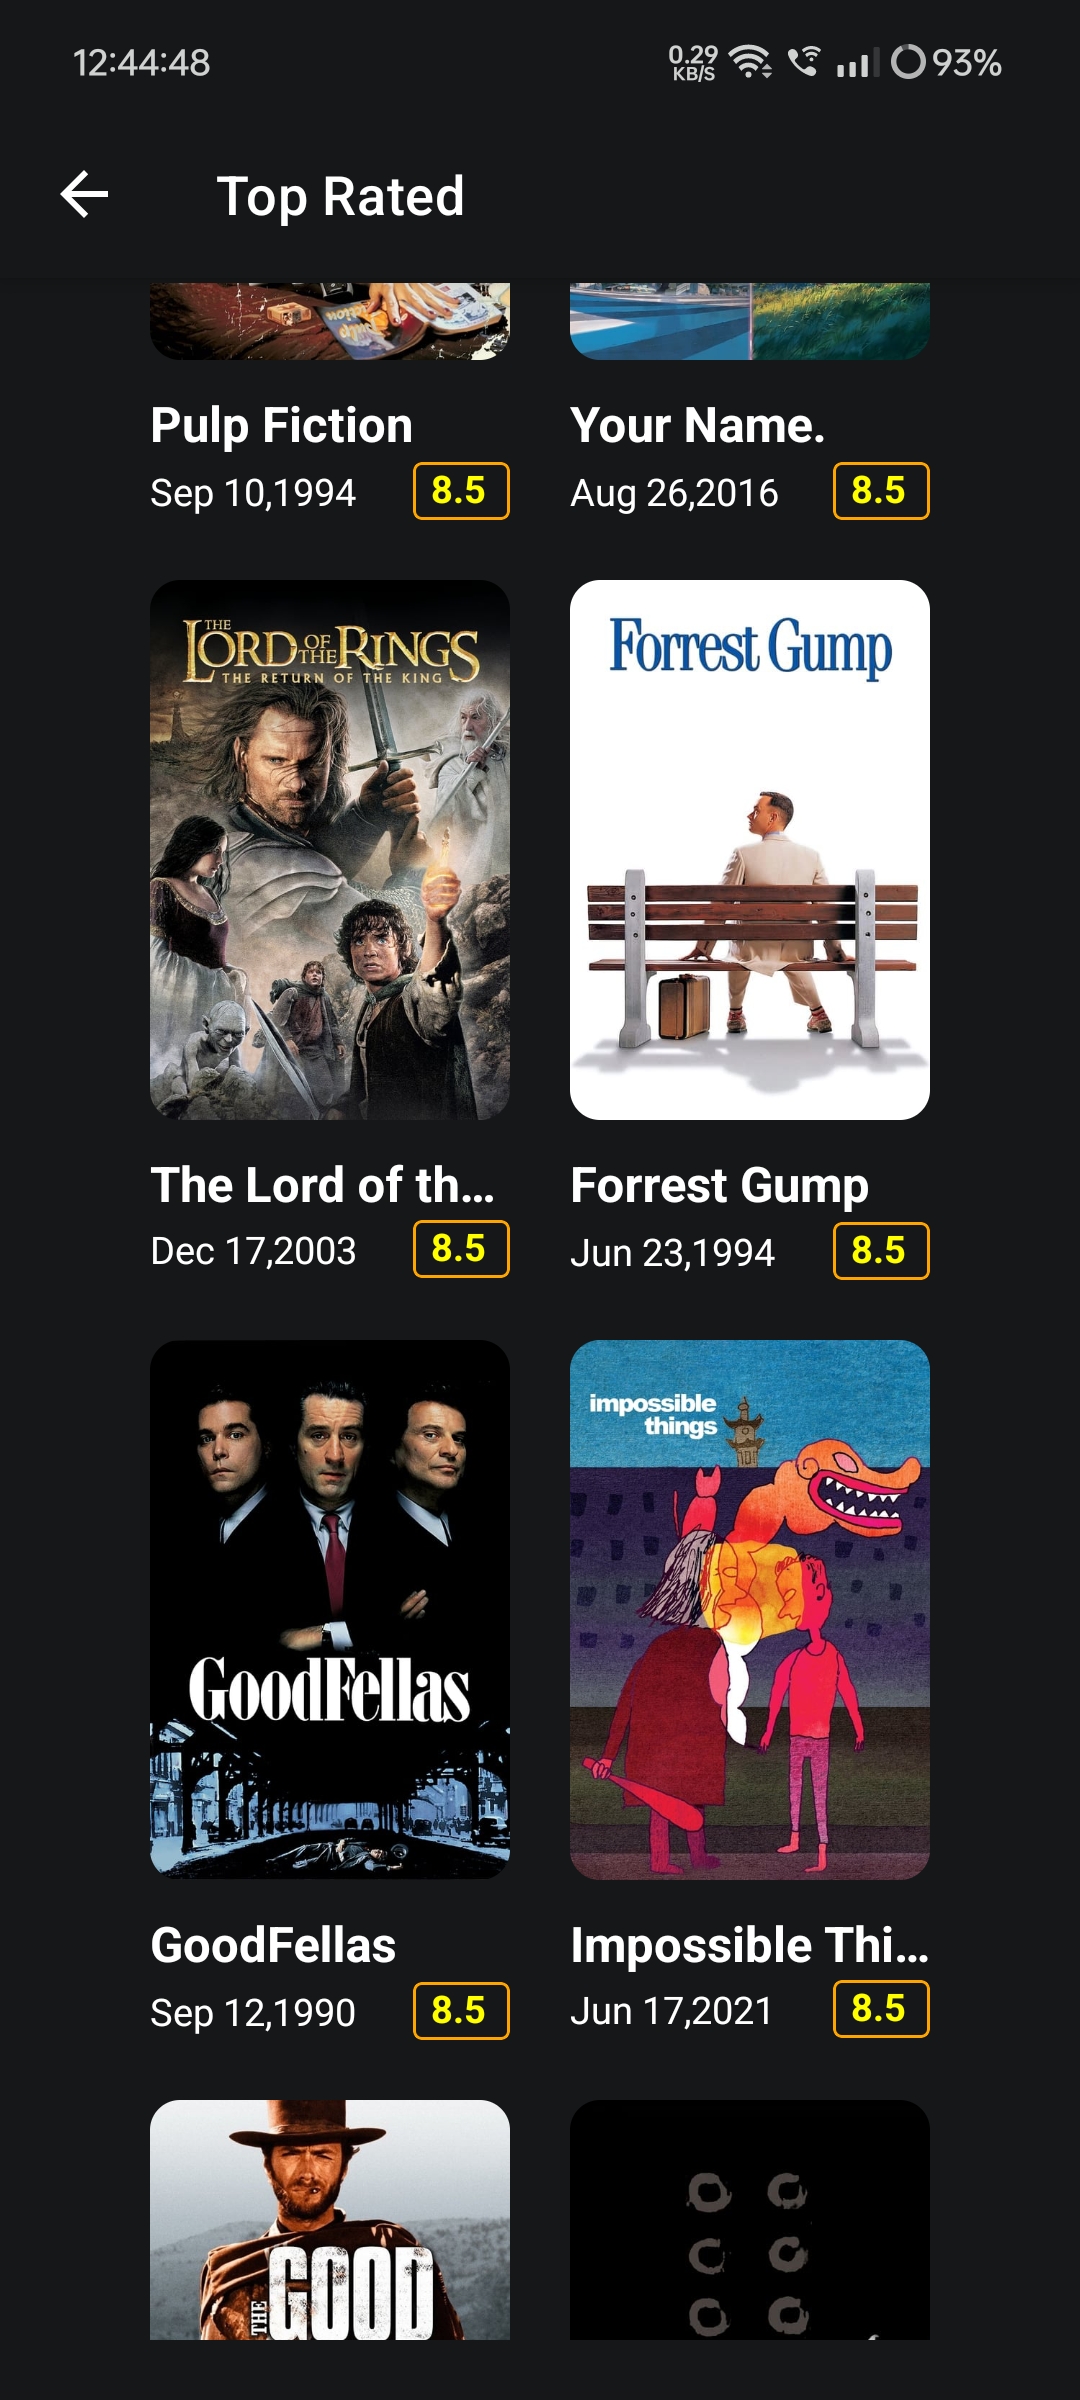 12:44:48
0.29
KB/S
93%
Top Rated
Pulp Fiction
Sep 10,1994
8.5
Your Name.
Aug 26,2016
8.5
THE
LORD OF THE RINGS
THE RETURN OF THE KING
Forrest Gump
The Lord of th...
Dec 17,2003
8.5
Forrest Gump
Jun 23,1994
8.5
GoodFellas
impossible
things
GoodFellas
Sep 12,1990
8.5
Impossible Thi...
Jun 17,2021
8.5
THE GOOD